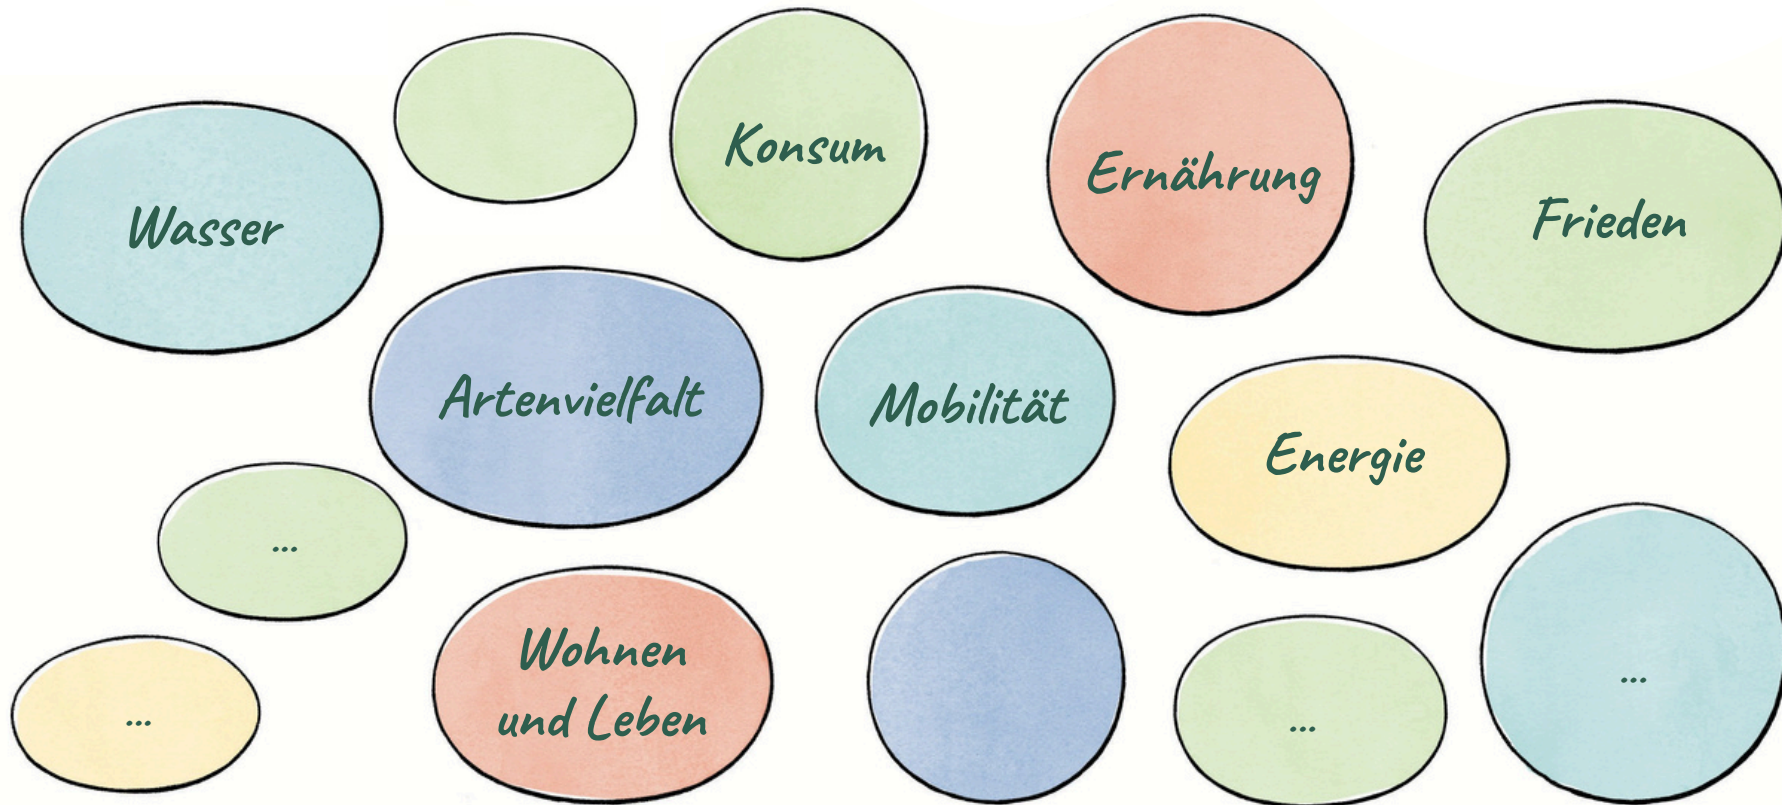 Konsum
Ernährung
Wasser
Frieden
Artenvielfalt
Mobilität
Energie
...
Wohnen
und Leben
...
...
...